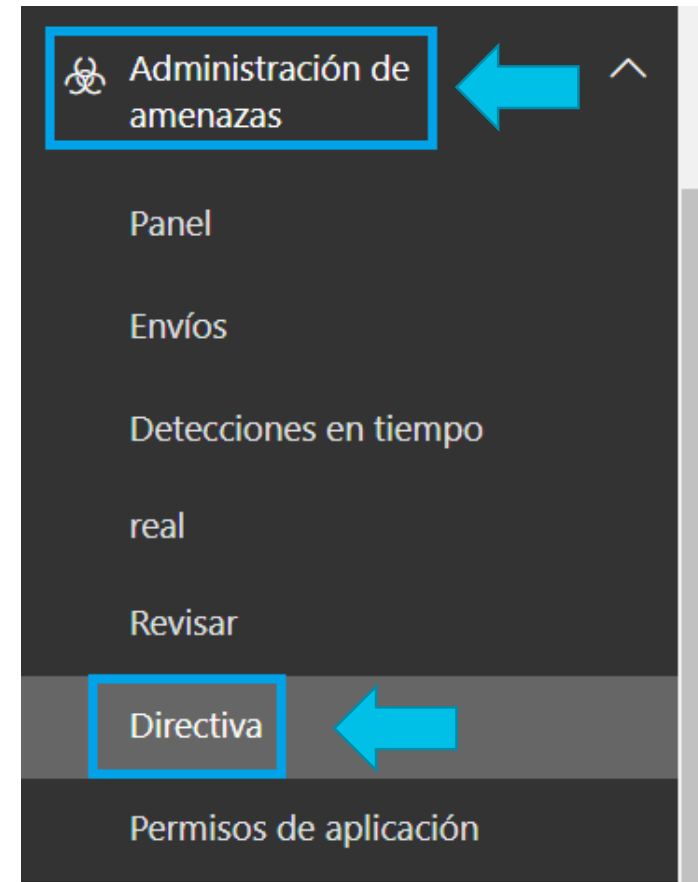 Administración de
amenazas
Panel
Envíos
Detecciones en tiempo
real
Revisar
Directiva
Permisos de aplicación